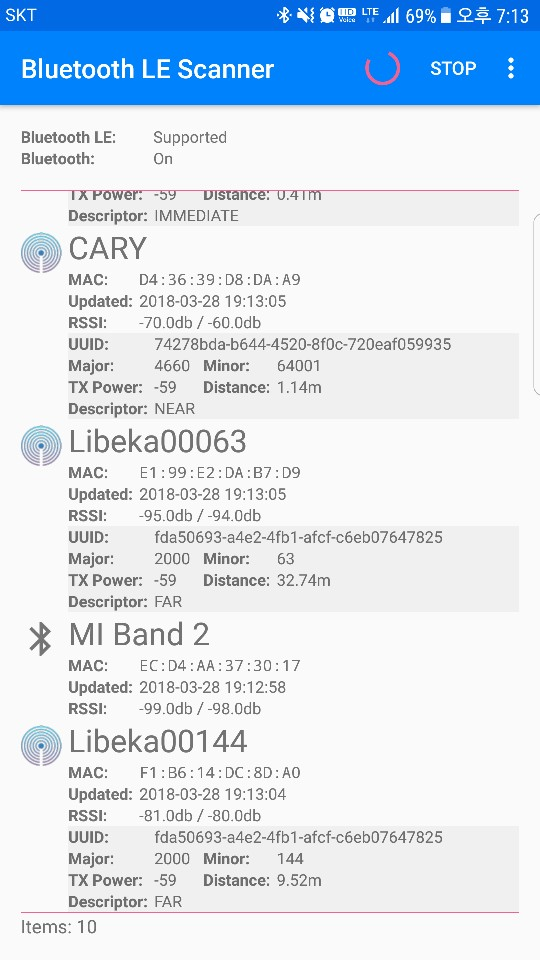 SKT HD Voice LTE 69% 오후 7:13
Bluetooth LE Scanner STOP
Bluetooth LE: Supported
Bluetooth: On
TX Power: -59 Distance: 0.41m
Descriptor: IMMEDIATE
CARY
MAC: D4:36:39:D8:DA:A9
Updated: 2018-03-28 19:13:05
RSSI: -70.0db / -60.0db
UUID: 74278bda-b644-4520-8f0c-720eaf059935
Major: 4660 Minor: 64001
TX Power: -59 Distance: 1.14m
Descriptor: NEAR
Libeka00063
MAC: E1:99:E2:DA:B7:D9
Updated: 2018-03-28 19:13:05
RSSI: -95.0db / -94.0db
UUID: fda50693-a4e2-4fb1-afcf-c6eb07647825
Major: 2000 Minor: 63
TX Power: -59 Distance: 32.74m
Descriptor: FAR
MI Band 2
MAC: EC:D4:AA:37:30:17
Updated: 2018-03-28 19:12:58
RSSI: -99.0db / -98.0db
Libeka00144
MAC: F1:B6:14:DC:8D:A0
Updated: 2018-03-28 19:13:04
RSSI: -81.0db / -80.0db
UUID: fda50693-a4e2-4fb1-afcf-c6eb07647825
Major: 2000 Minor: 144
TX Power: -59 Distance: 9.52m
Descriptor: FAR
Items: 10